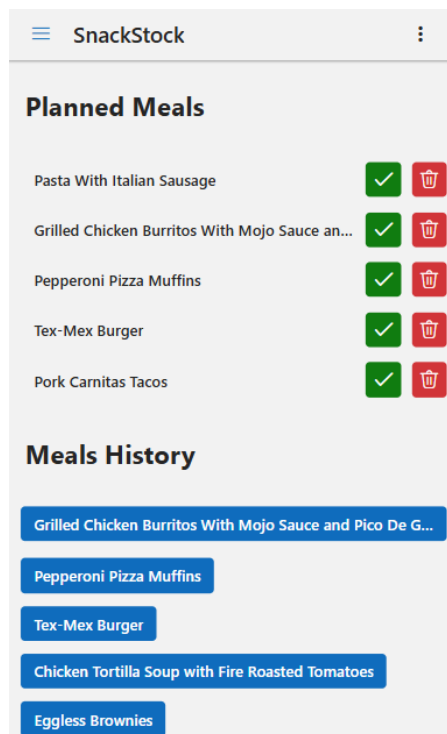 SnackStock
Planned Meals
Pasta With Italian Sausage
Grilled Chicken Burritos With Mojo Sauce an...
Pepperoni Pizza Muffins
Tex-Mex Burger
Pork Carnitas Tacos
Meals History
Grilled Chicken Burritos With Mojo Sauce and Pico De G...
Pepperoni Pizza Muffins
Tex-Mex Burger
Chicken Tortilla Soup with Fire Roasted Tomatoes
Eggless Brownies